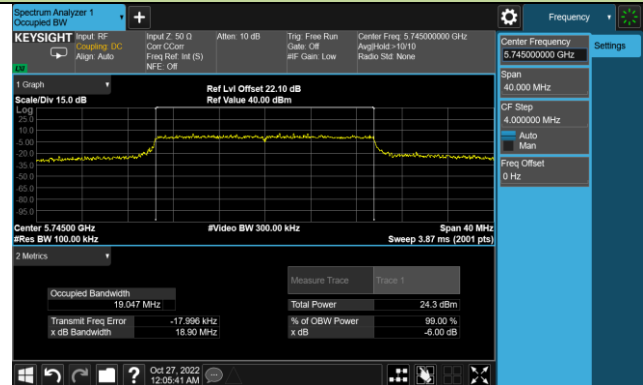 Spectrum Analyzer 1
Occupied BW
+
Frequency
KEYSIGHT
Input: RF
Coupling: DC
Align: Auto
Input Z: 50 Ω
Corr CCorr
Freq Ref: Int (S)
NFE: Off
Atten: 10 dB
Trig: Free Run
Gate: Off
#IF Gain: Low
Center Freq: 5.745000000 GHz
Avg|Hold:>10/10
Radio Std: None
Center Frequency
5.745000000 GHz
Settings
Span
40.000 MHz
CF Step
4.000000 MHz
Auto
Man
Freq Offset
0 Hz
1 Graph
Scale/Div 15.0 dB
Ref Lvl Offset 22.10 dB
Ref Value 40.00 dBm
Log
25.0
10.0
-5.00
-20.0
-35.0
-50.0
-65.0
-80.0
-95.0
Center 5.74500 GHz
#Res BW 100.00 kHz
#Video BW 300.00 kHz
Span 40 MHz
Sweep 3.87 ms (2001 pts)
2 Metrics
Measure Trace
Trace 1
Occupied Bandwidth
19.047 MHz
Total Power
24.3 dBm
Transmit Freq Error
-17.996 kHz
% of OBW Power
99.00 %
x dB Bandwidth
18.90 MHz
x dB
-6.00 dB
?
Oct 27, 2022
12:05:41 AM